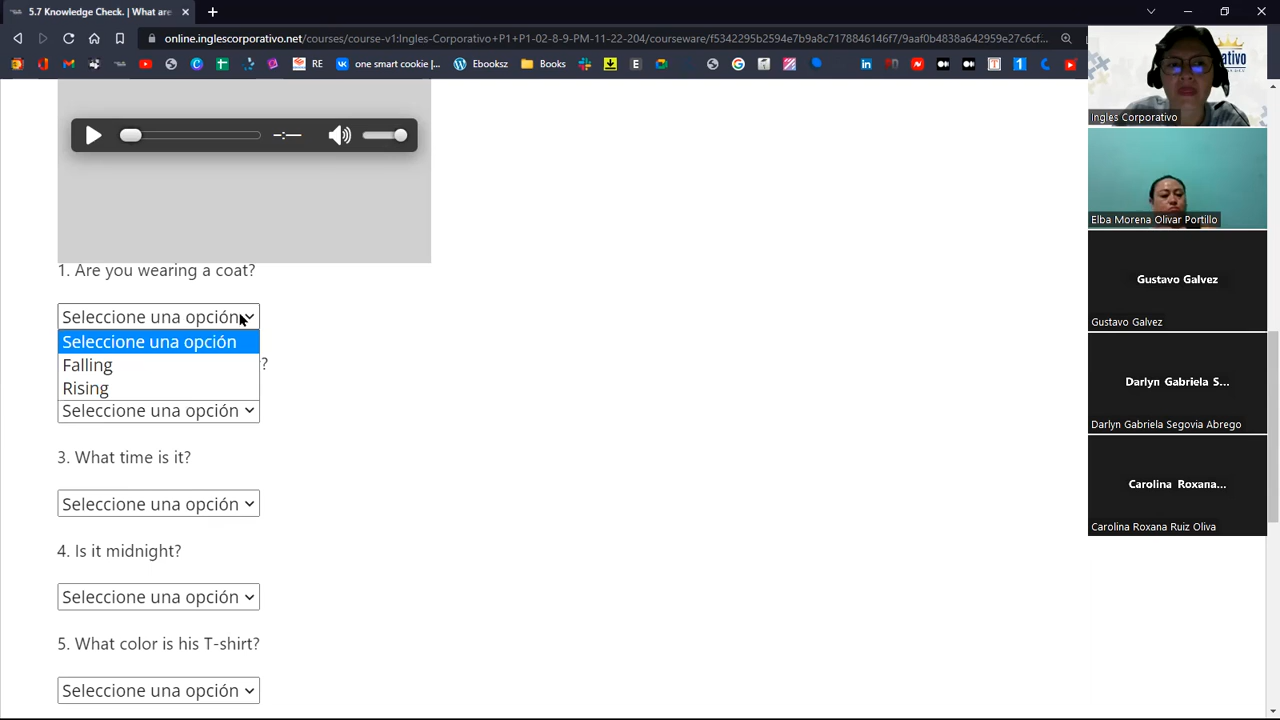 5.7 Knowledge Check. | What are
online.inglescorporativo.net/courses/course-v1:Ingles-Corporativo+P1+P1-01+PM-11-22-204/courseware/f5342295b2594e7b9a8c7178846146f7/9aaf0b4838a642959e27c6cf...
RE
one smart cookie |...
Eboosz
Books
ativo
Ingles Corporativo
Elba Morena Olivar Portillo
Gustavo Galvez
Gustavo Galvez
Darlyn Gabriela S...
Darlyn Gabriela Segovia Abrego
Carolina Roxana...
Carolina Roxana Ruiz Oliva
-:--
1. Are you wearing a coat?
Seleccione una opción
Seleccione una opción
Falling
?
Rising
Seleccione una opción
3. What time is it?
Seleccione una opción
4. Is it midnight?
Seleccione una opción
5. What color is his T-shirt?
Seleccione una opción